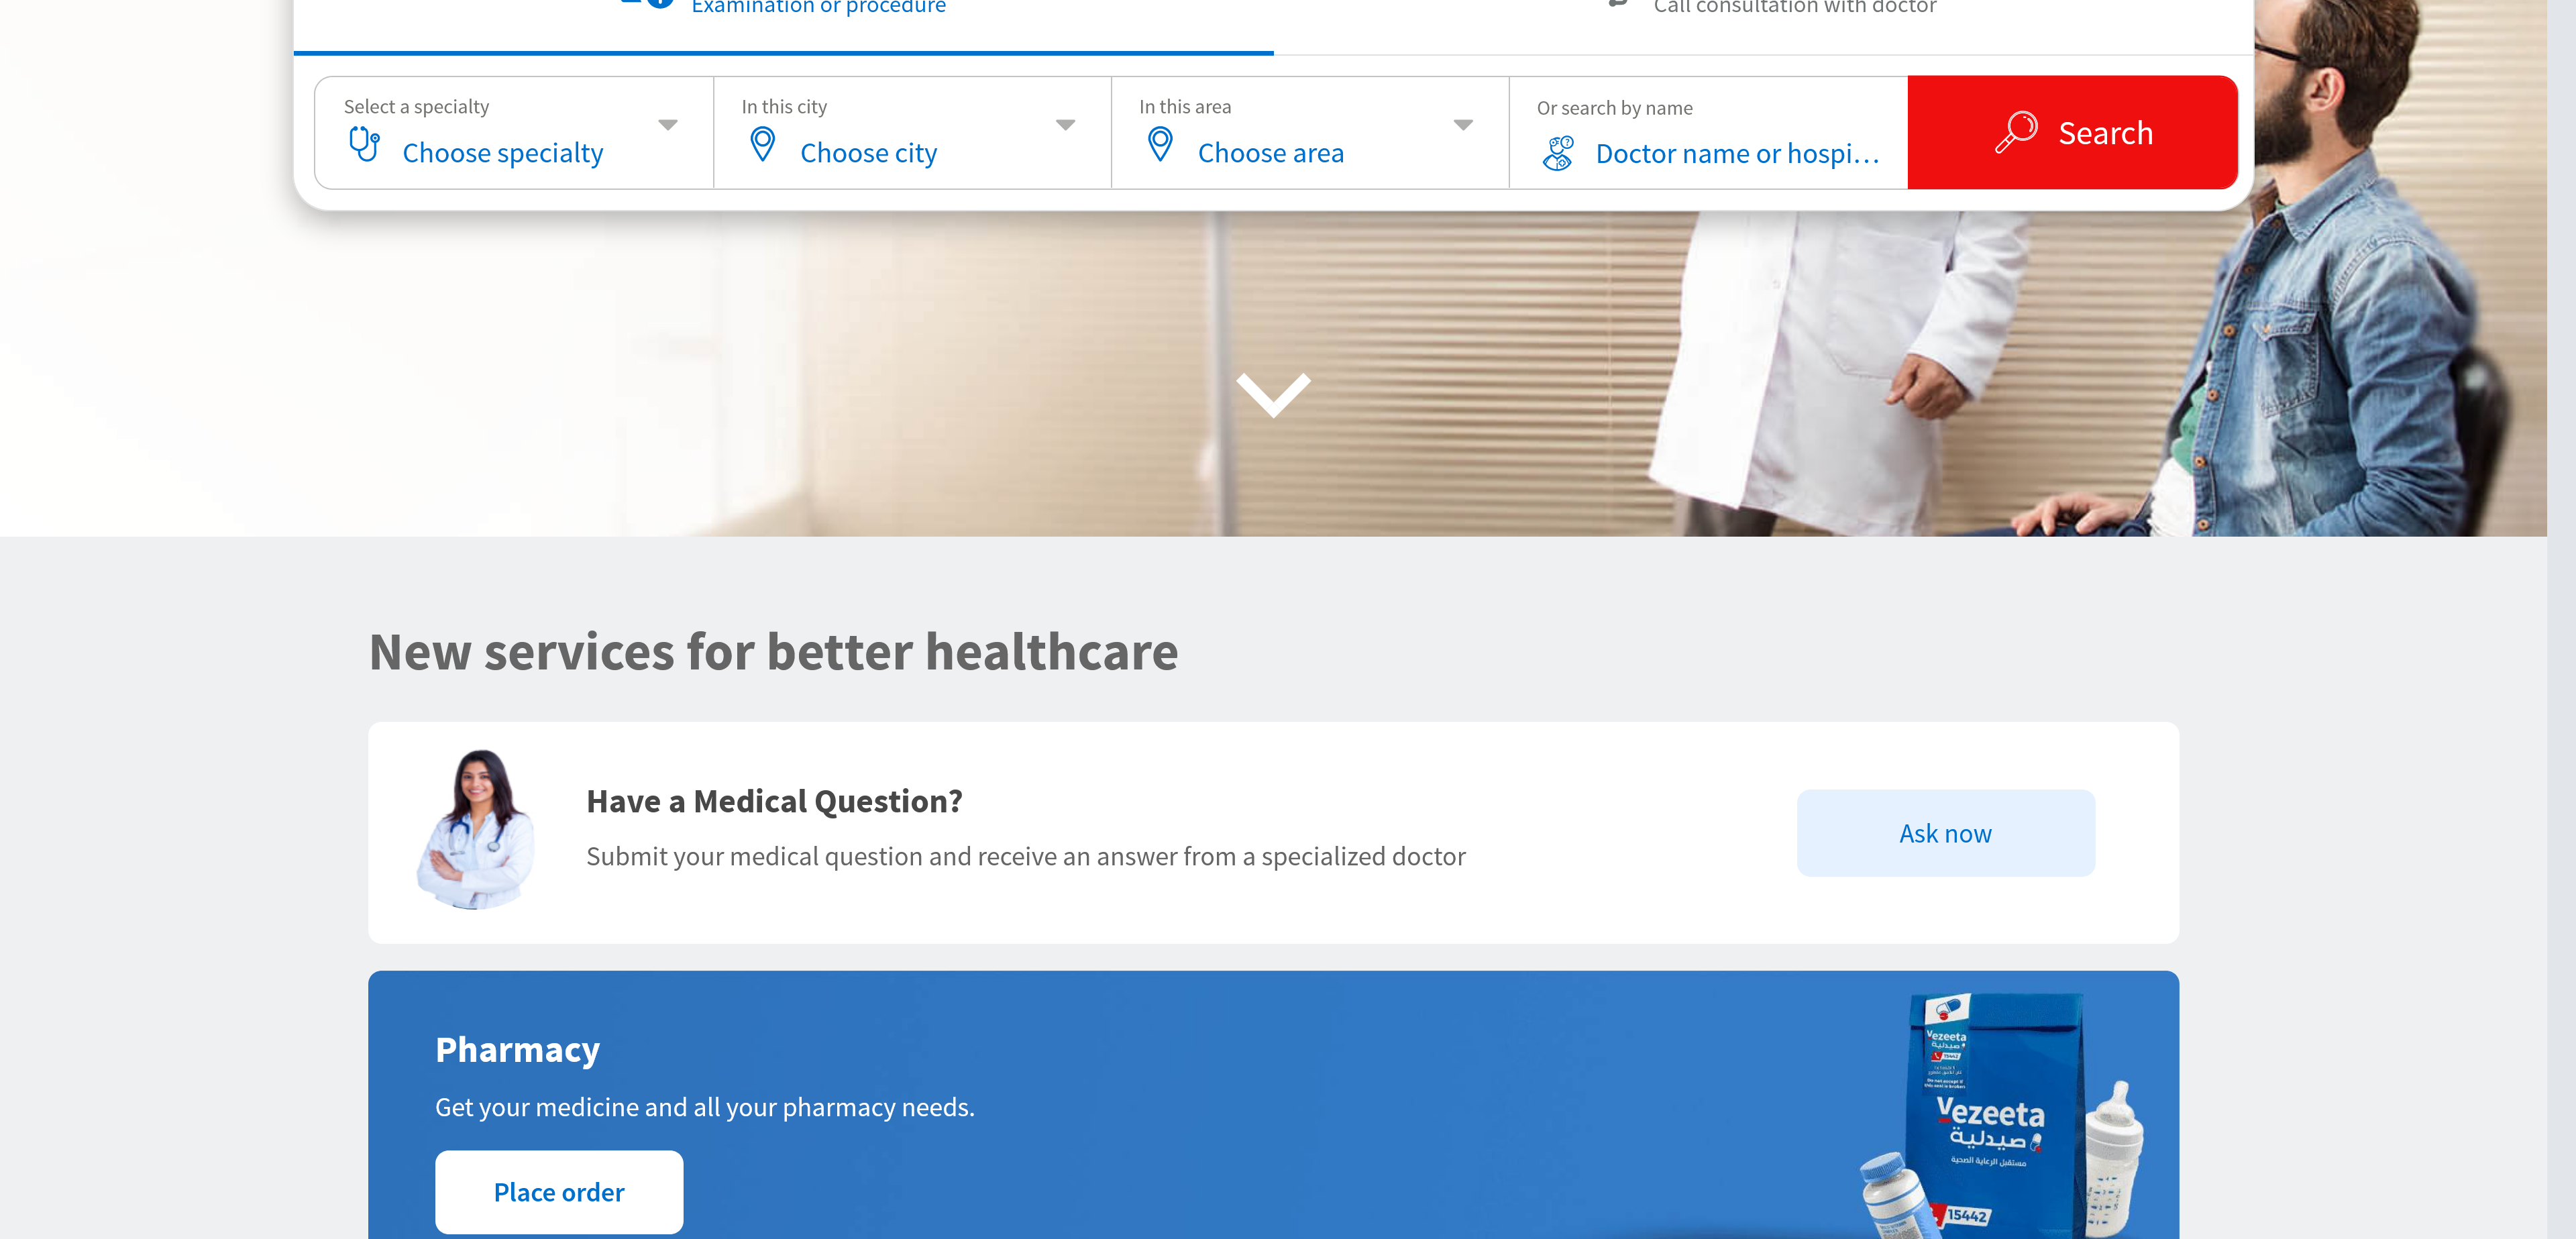 Examination or procedure
Call consultation with doctor
Select a specialty
Choose specialty
In this city
Choose city
In this area
Choose area
Or search by name
Doctor name or hospi...
Search
New services for better healthcare
Have a Medical Question?
Submit your medical question and receive an answer from a specialized doctor
Ask now
Pharmacy
Get your medicine and all your pharmacy needs.
Place order
Vezeeta
صيدلية
15442
Vezeeta
صيدلية
مستقبل الرعاية الصحية
15442